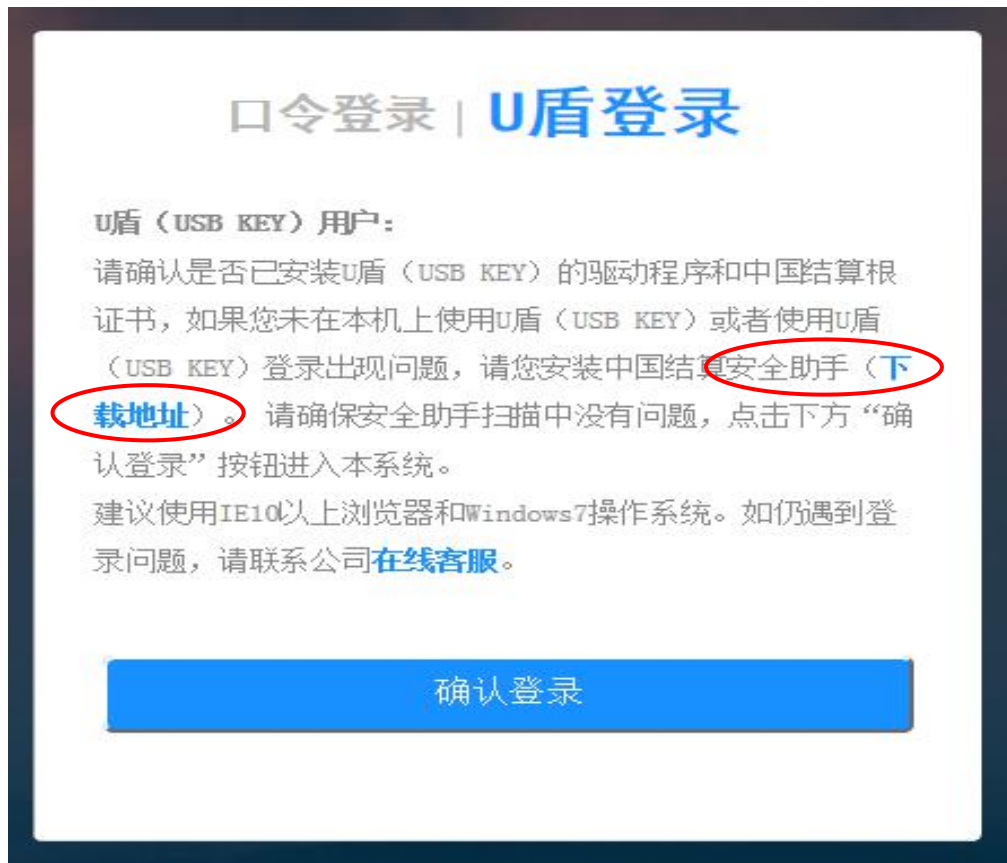 口令登录 | U盾登录
U盾（USB KEY）用户：
请确认是否已安装U盾（USB KEY）的驱动程序和中国结算根
证书，如果您未在本机上使用U盾（USB KEY）或者使用U盾
（USB KEY）登录出现问题，请您安装中国结算安全助手（下
载地址）。 请确保安全助手扫描中没有问题，点击下方“确
认登录”按钮进入本系统。
建议使用IE10以上浏览器和Windows7操作系统。如仍遇到登
录问题，请联系公司在线客服。
确认登录